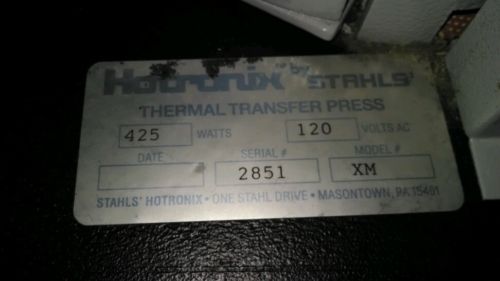 Hotronix™ by STAHLS'
THERMAL TRANSFER PRESS
425 WATTS 120 VOLTS AC
DATE SERIAL # MODEL #
2851 XM
STAHLS' HOTRONIX • ONE STAHL DRIVE • MASONTOWN, PA 15461